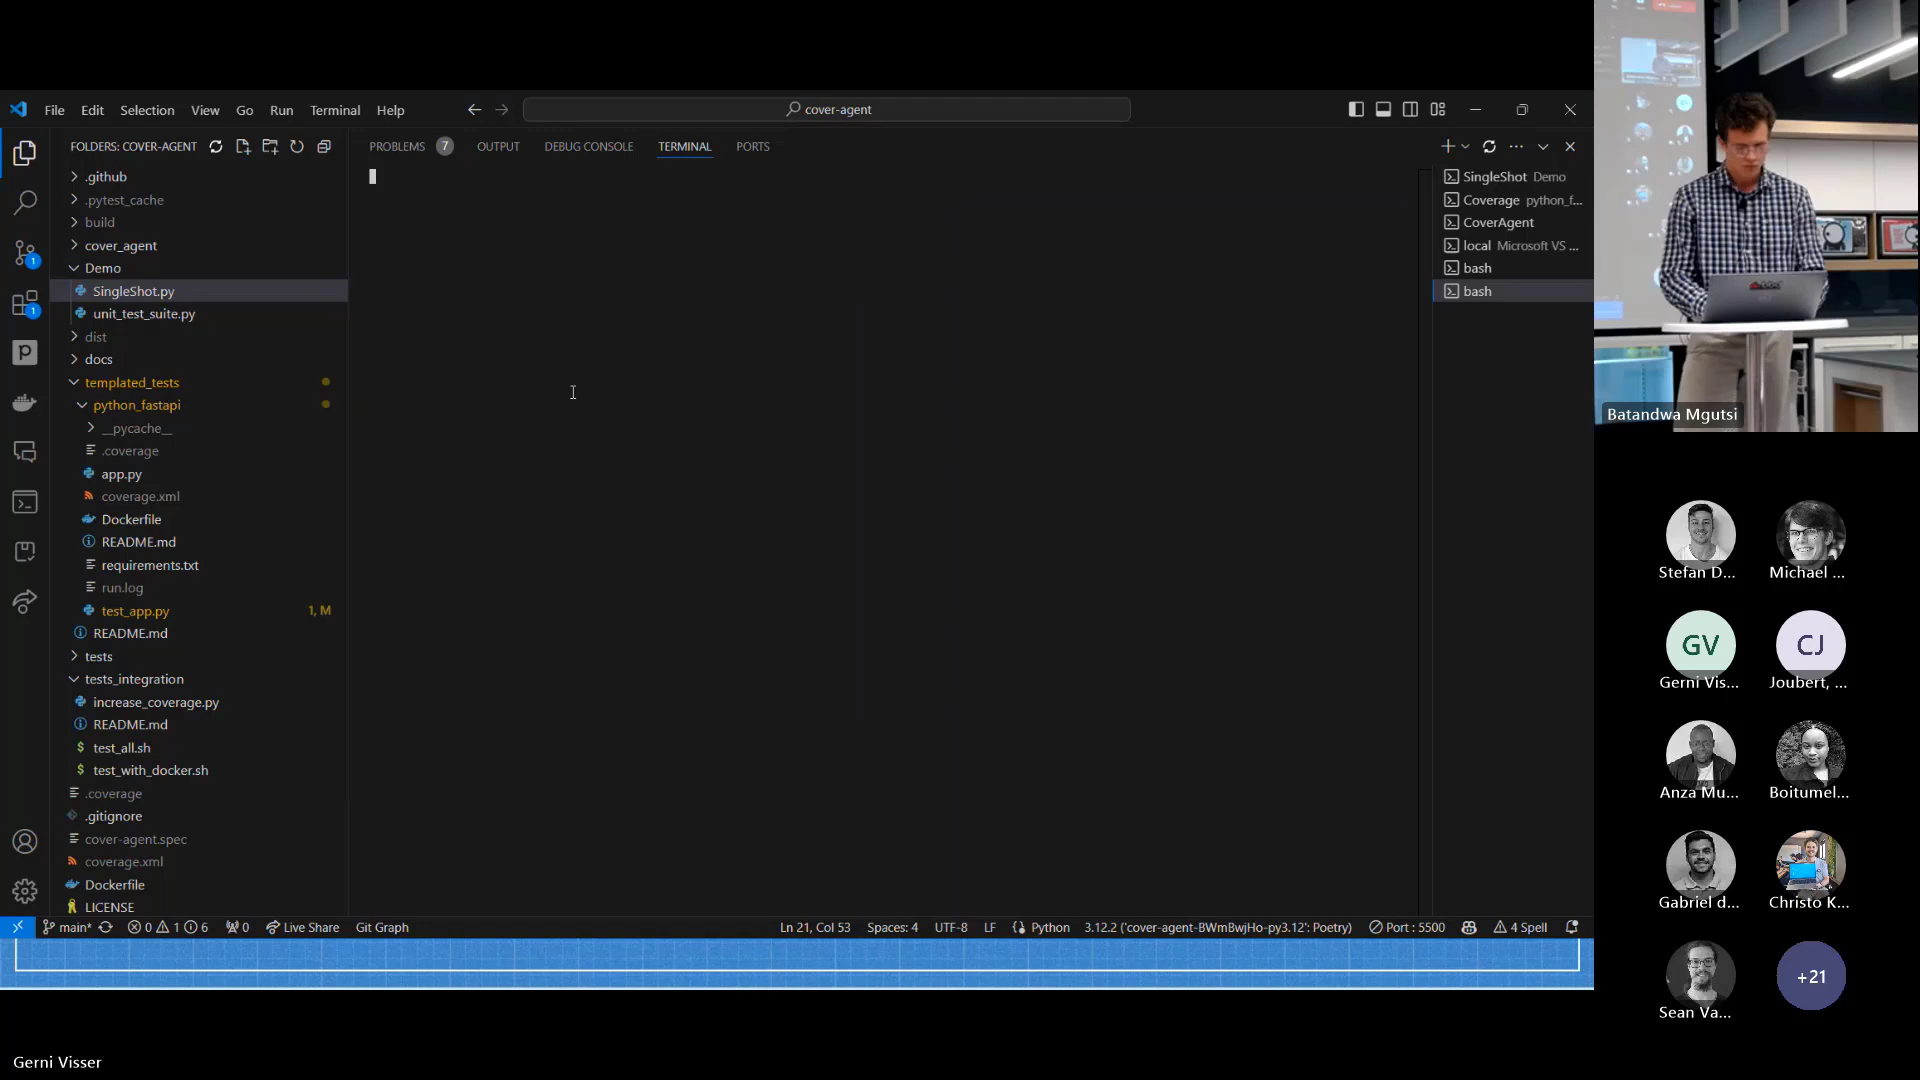 File Edit Selection View Go Run Terminal Help
cover-agent
FOLDERS: COVER-AGENT
.github
.pytest_cache
build
cover_agent
Demo
SingleShot.py
unit_test_suite.py
dist
docs
templated_tests
python_fastapi
__pycache__
.coverage
app.py
coverage.xml
Dockerfile
README.md
requirements.txt
run.log
test_app.py 1, M
README.md
tests
tests_integration
increase_coverage.py
README.md
test_all.sh
test_with_docker.sh
.coverage
.gitignore
cover-agent.spec
coverage.xml
Dockerfile
LICENSE
1
1
PROBLEMS 7 OUTPUT DEBUG CONSOLE TERMINAL PORTS
SingleShot Demo
Coverage python_f...
CoverAgent
local Microsoft VS ...
bash
bash
main* 0 1 6 0 Live Share Git Graph
Ln 21, Col 53 Spaces: 4 UTF-8 LF Python 3.12.2 ('cover-agent-BWmBwjHo-py3.12': Poetry) Port : 5500 4 Spell
Batandwa Mgutsi
Stefan D...
Michael ...
GV
Gerni Vis...
CJ
Joubert, ...
Anza Mu...
Boitumel...
Gabriel d...
Christo K...
Sean Va...
+21
Gerni Visser